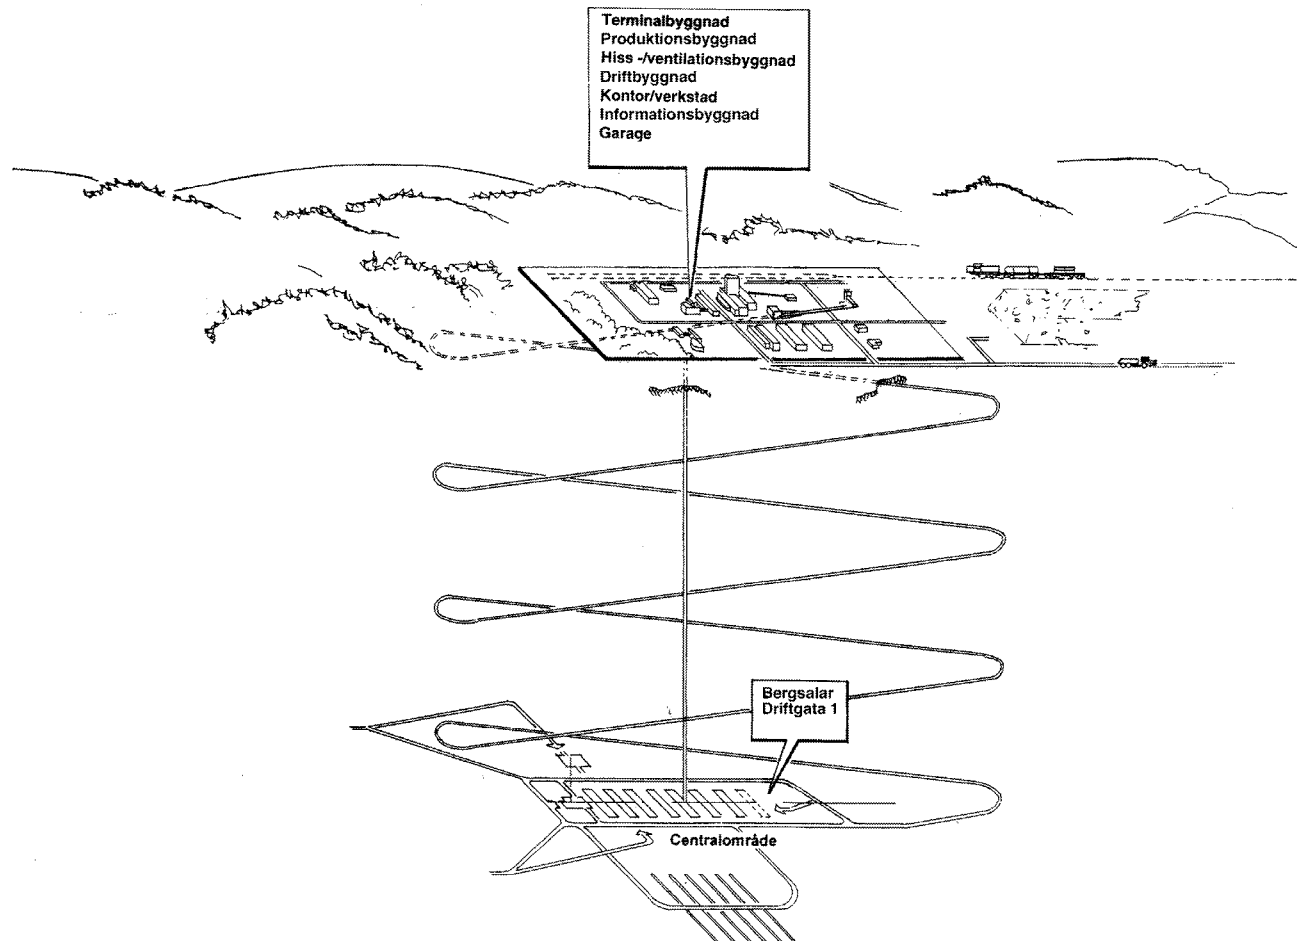 Terminalbyggnad
Produktionsbyggnad
Hiss -/ventilationsbyggnad
Driftbyggnad
Kontor/verkstad
Informationsbyggnad
Garage
Bergsalar
Driftgata 1
Centralområde